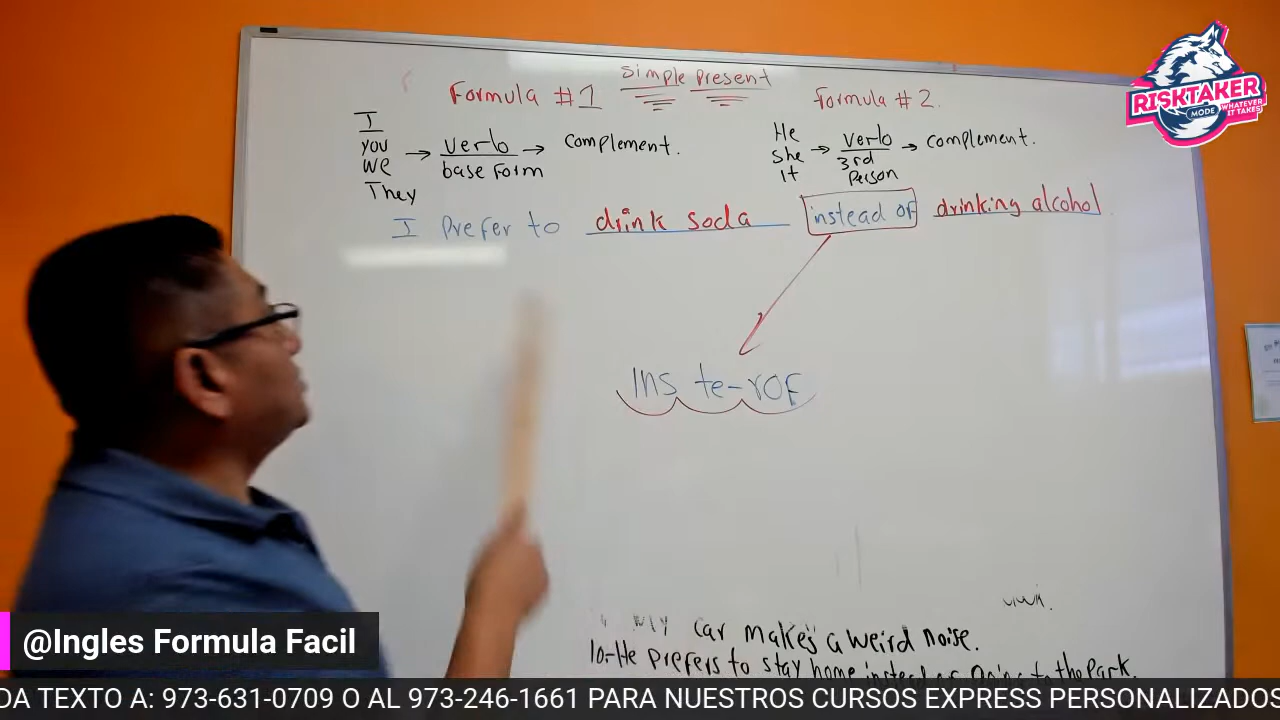 simple present
Formula #1
Formula #2.
I
you
we
They
→ verb → complement.
base Form
He
she
it
→ verb → complement.
3rd
Person
I prefer to drink soda instead of drinking alcohol
Ins te-rOF
My car makes a weird noise.
10-He prefers to stay home instead of going to the park.
RISKTAKER
MODE
WHATEVER
IT TAKES
@Ingles Formula Facil
DA TEXTO A: 973-631-0709 O AL 973-246-1661 PARA NUESTROS CURSOS EXPRESS PERSONALIZADOS